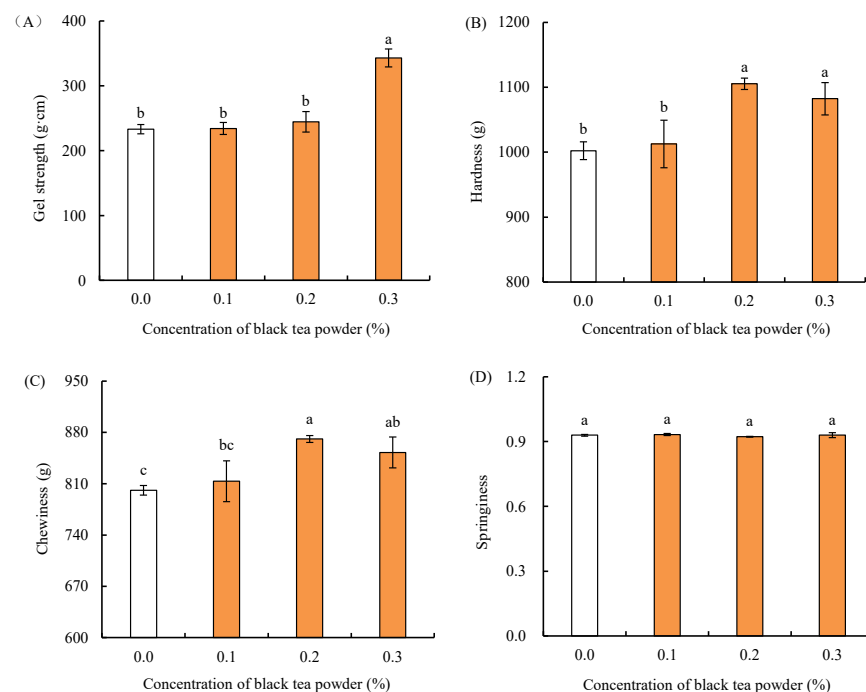 （A）
400
300
200
100
0
Gel strength (g·cm)
b
b
b
a
0.0 0.1 0.2 0.3
Concentration of black tea powder (%)
(B)
1200
1100
1000
900
800
Hardness (g)
b
b
a
a
0.0 0.1 0.2 0.3
Concentration of black tea powder (%)
(C)
950
880
810
740
670
600
Chewiness (g)
c
bc
a
ab
0.0 0.1 0.2 0.3
Concentration of black tea powder (%)
(D)
1.2
0.9
0.6
0.3
0.0
Springiness
a
a
a
a
0.0 0.1 0.2 0.3
Concentration of black tea powder (%)